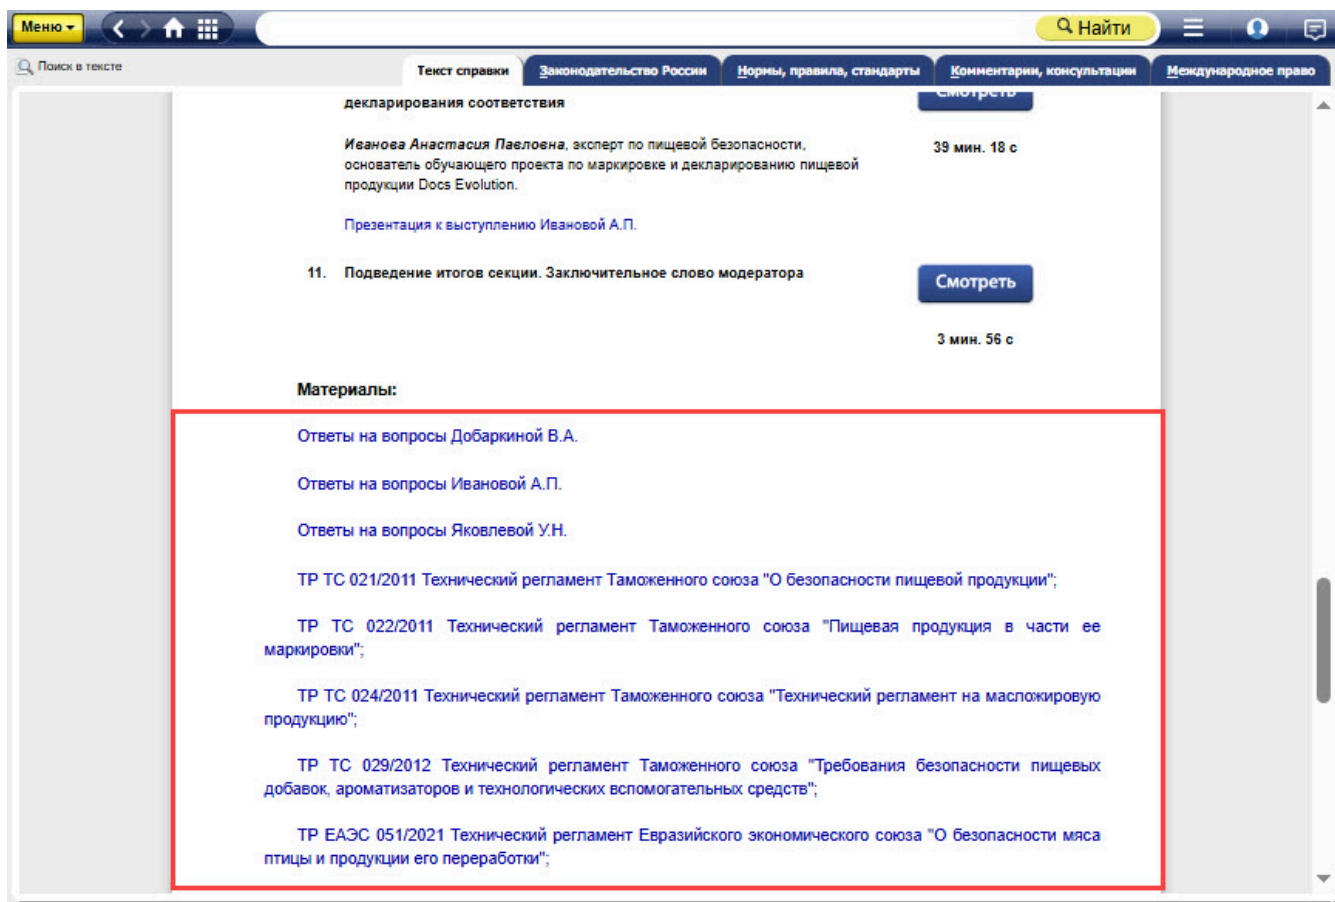 Меню
Найти
Поиск в тексте
Текст справки
Законодательство России
Нормы, правила, стандарты
Комментарии, консультации
Международное право
декларирования соответствия
Смотреть
Иванова Анастасия Павловна, эксперт по пищевой безопасности,
основатель обучающего проекта по маркировке и декларированию пищевой
продукции Docs Evolution.
39 мин. 18 с
Презентация к выступлению Ивановой А.П.
11. Подведение итогов секции. Заключительное слово модератора
Смотреть
3 мин. 56 с
Материалы:
Ответы на вопросы Добаркиной В.А.
Ответы на вопросы Ивановой А.П.
Ответы на вопросы Яковлевой У.Н.
ТР ТС 021/2011 Технический регламент Таможенного союза "О безопасности пищевой продукции";
ТР ТС 022/2011 Технический регламент Таможенного союза "Пищевая продукция в части ее
маркировки";
ТР ТС 024/2011 Технический регламент Таможенного союза "Технический регламент на масложировую
продукцию";
ТР ТС 029/2012 Технический регламент Таможенного союза "Требования безопасности пищевых
добавок, ароматизаторов и технологических вспомогательных средств";
ТР ЕАЭС 051/2021 Технический регламент Евразийского экономического союза "О безопасности мяса
птицы и продукции его переработки";